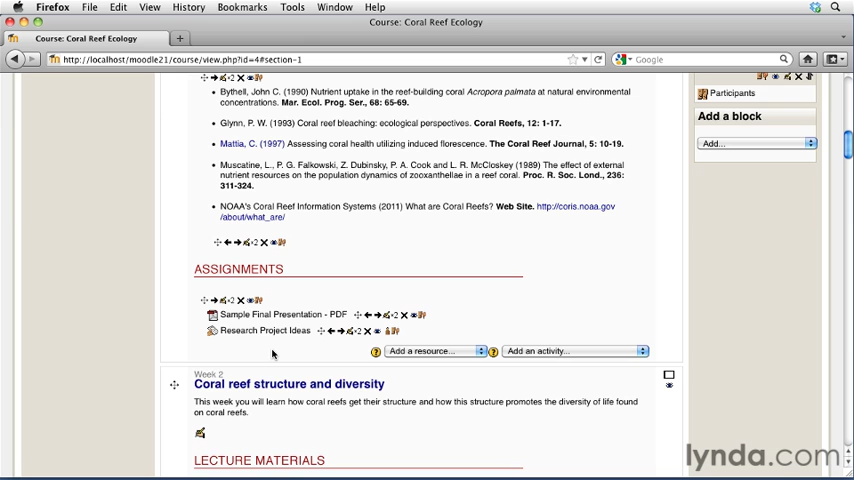 Firefox File Edit View History Bookmarks Tools Window Help
Course: Coral Reef Ecology
Course: Coral Reef Ecology
http://localhost/moodle21/course/view.php?id=4#section-1
Google
Participants
Add a block
Add...
Bythell, John C. (1990) Nutrient uptake in the reef-building coral Acropora palmata at natural environmental
concentrations. Mar. Ecol. Prog. Ser., 68: 65-69.
Glynn, P. W. (1993) Coral reef bleaching: ecological perspectives. Coral Reefs, 12: 1-17.
Mattia, C. (1997) Assessing coral health utilizing induced florescence. The Coral Reef Journal, 5: 10-19.
Muscatine, L., P. G. Falkowski, Z. Dubinsky, P. A. Cook and L. R. McCloskey (1989) The effect of external
nutrient resources on the population dynamics of zooxanthellae in a reef coral. Proc. R. Soc. Lond., 236:
311-324.
NOAA's Coral Reef Information Systems (2011) What are Coral Reefs? Web Site. http://coris.noaa.gov
/about/what_are/
ASSIGNMENTS
Sample Final Presentation - PDF
Research Project Ideas
Add a resource... Add an activity...
Week 2
Coral reef structure and diversity
This week you will learn how coral reefs get their structure and how this structure promotes the diversity of life found
on coral reefs.
LECTURE MATERIALS
lynda.com